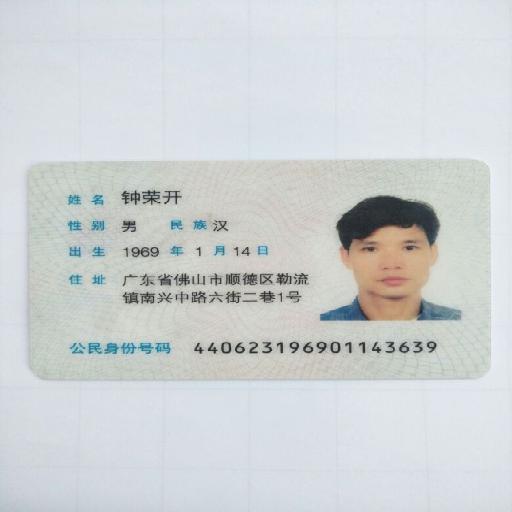 姓名 钟荣开
性别 男 民族 汉
出生 1969 年 1 月 14 日
住址 广东省佛山市顺德区勒流
镇南兴中路六街二巷1号
公民身份号码 440623196901143639